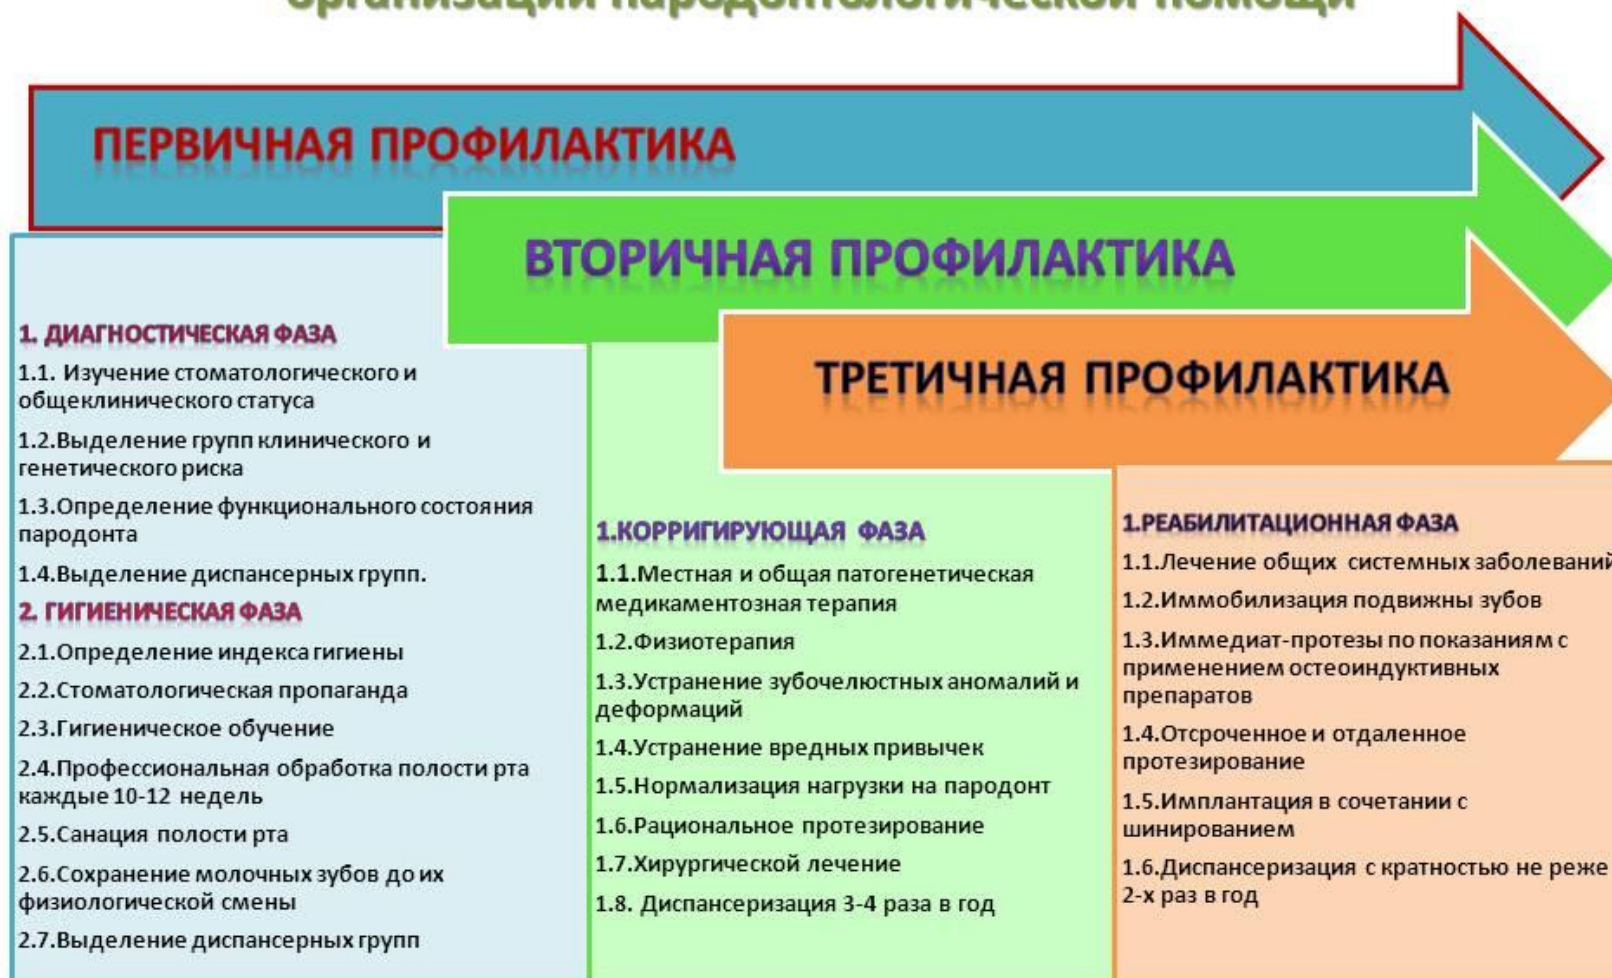 организации пародонтологической помощи
ПЕРВИЧНАЯ ПРОФИЛАКТИКА
ВТОРИЧНАЯ ПРОФИЛАКТИКА
ТРЕТИЧНАЯ ПРОФИЛАКТИКА
1. ДИАГНОСТИЧЕСКАЯ ФАЗА
1.1. Изучение стоматологического и
общеклинического статуса
1.2.Выделение групп клинического и
генетического риска
1.3.Определение функционального состояния
пародонта
1.4.Выделение диспансерных групп.
2. ГИГИЕНИЧЕСКАЯ ФАЗА
2.1.Определение индекса гигиены
2.2.Стоматологическая пропаганда
2.3.Гигиеническое обучение
2.4.Профессиональная обработка полости рта
каждые 10-12 недель
2.5.Санация полости рта
2.6.Сохранение молочных зубов до их
физиологической смены
2.7.Выделение диспансерных групп
1.КОРРИГИРУЮЩАЯ ФАЗА
1.1.Местная и общая патогенетическая
медикаментозная терапия
1.2.Физиотерапия
1.3.Устранение зубочелюстных аномалий и
деформаций
1.4.Устранение вредных привычек
1.5.Нормализация нагрузки на пародонт
1.6.Рациональное протезирование
1.7.Хирургической лечение
1.8. Диспансеризация 3-4 раза в год
1.РЕАБИЛИТАЦИОННАЯ ФАЗА
1.1.Лечение общих системных заболеваний
1.2.Иммобилизация подвижны зубов
1.3.Иммедиат-протезы по показаниям с
применением остеоиндуктивных
препаратов
1.4.Отсроченное и отдаленное
протезирование
1.5.Имплантация в сочетании с
шинированием
1.6.Диспансеризация с кратностью не реже
2-х раз в год